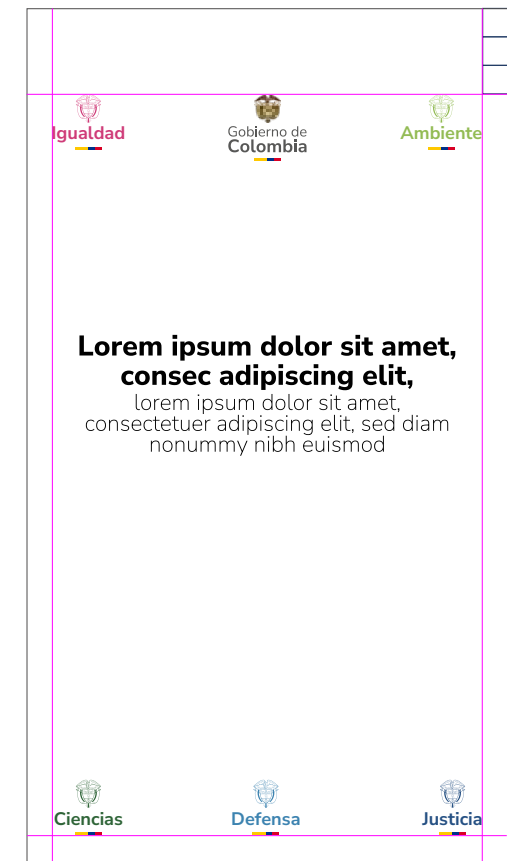 Igualdad
Gobierno de
Colombia
Ambiente
Lorem ipsum dolor sit amet,
consec adipiscing elit,
lorem ipsum dolor sit amet,
consectetuer adipiscing elit, sed diam
nonummy nibh euismod
Ciencias
Defensa
Justicia